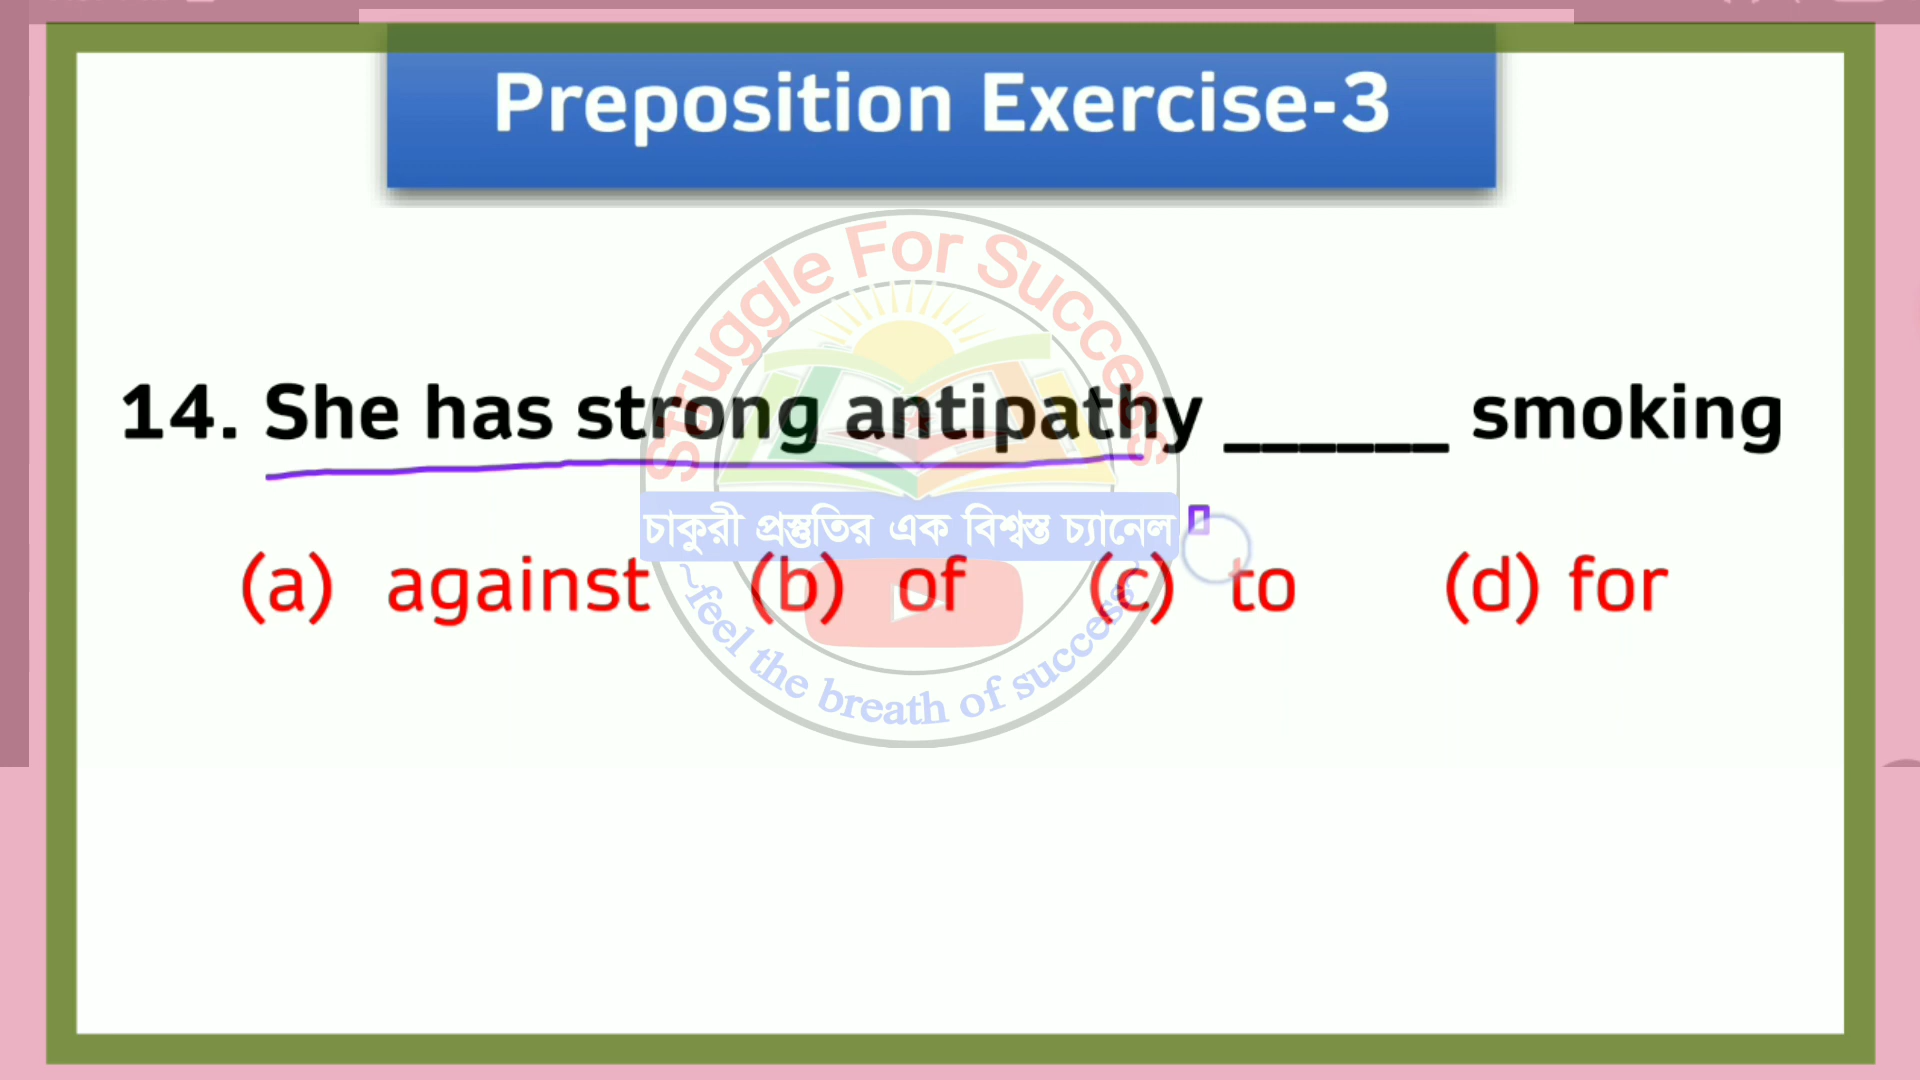 Preposition Exercise-3
Struggle For Success
14. She has strong antipathy ______ smoking
চাকুরী প্রস্তুতির এক বিশ্বস্ত চ্যানেল
(a) against (b) of (c) to (d) for
~feel the breath of success~